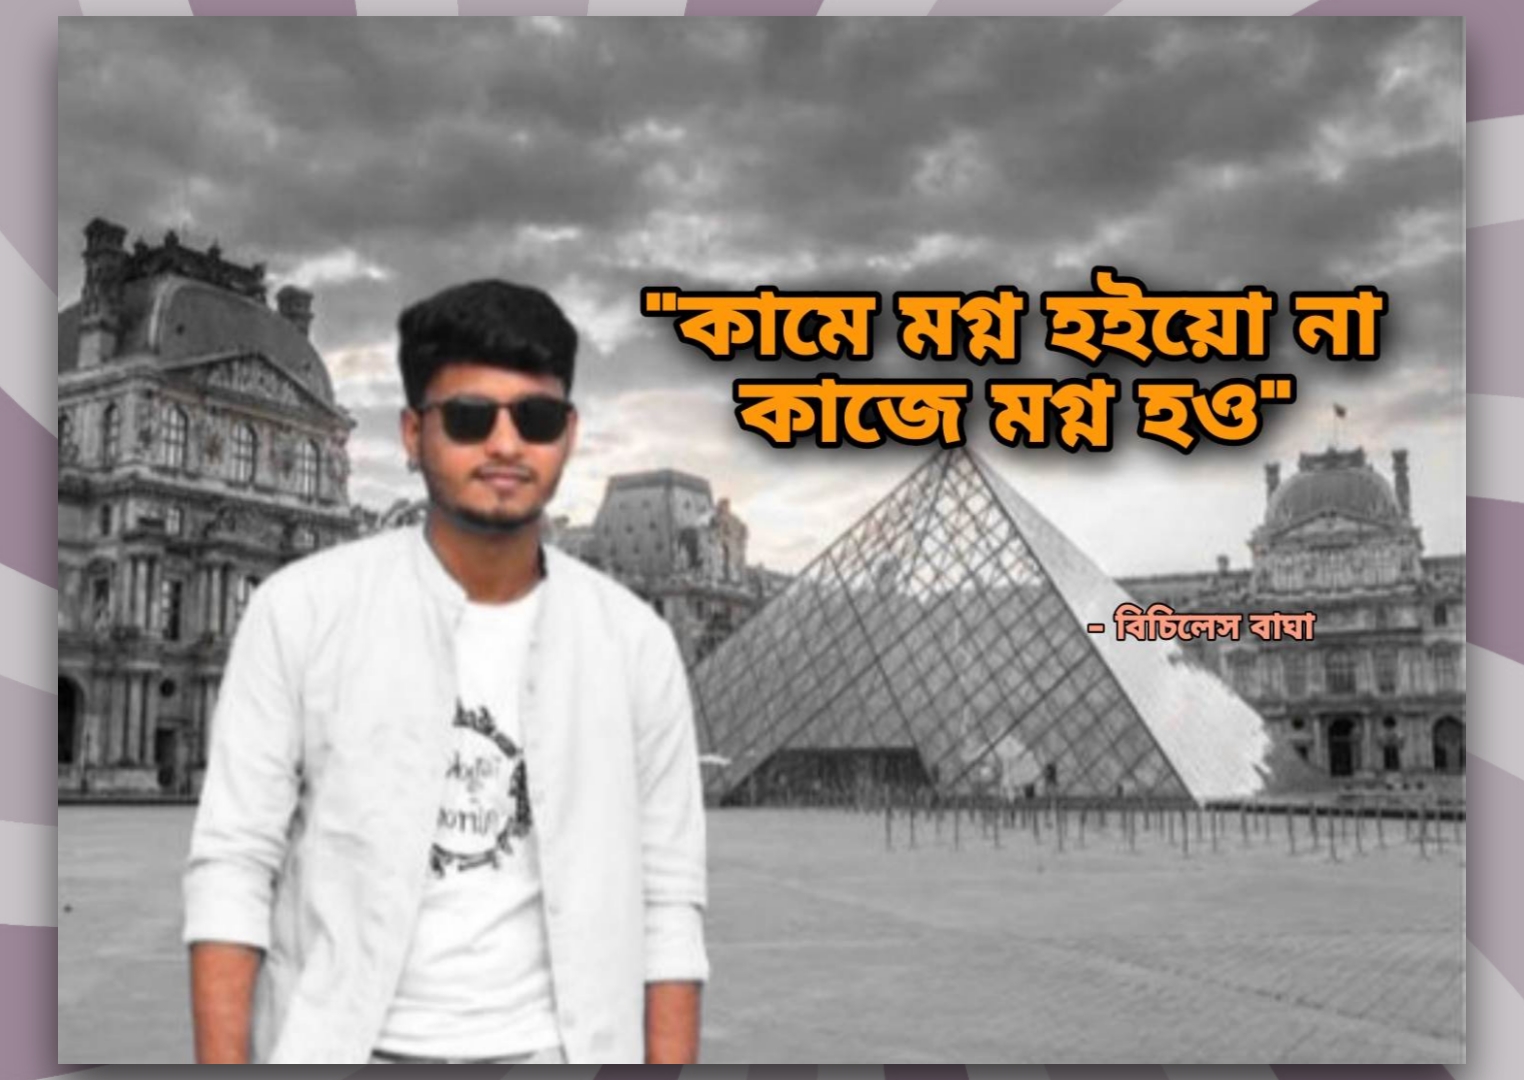 "কামে মগ্ন হইয়ো না
কাজে মগ্ন হও"
- বিচিলেস বাঘা